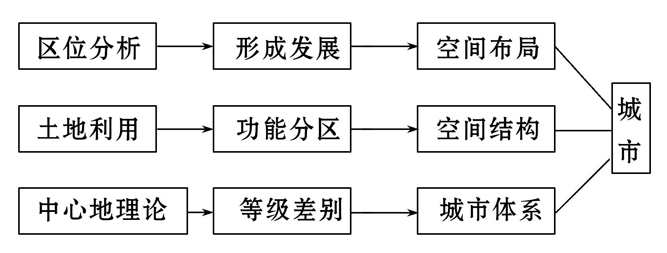 区位分析 形成发展 空间布局
土地利用 功能分区 空间结构
中心地理论 等级差别 城市体系
城市